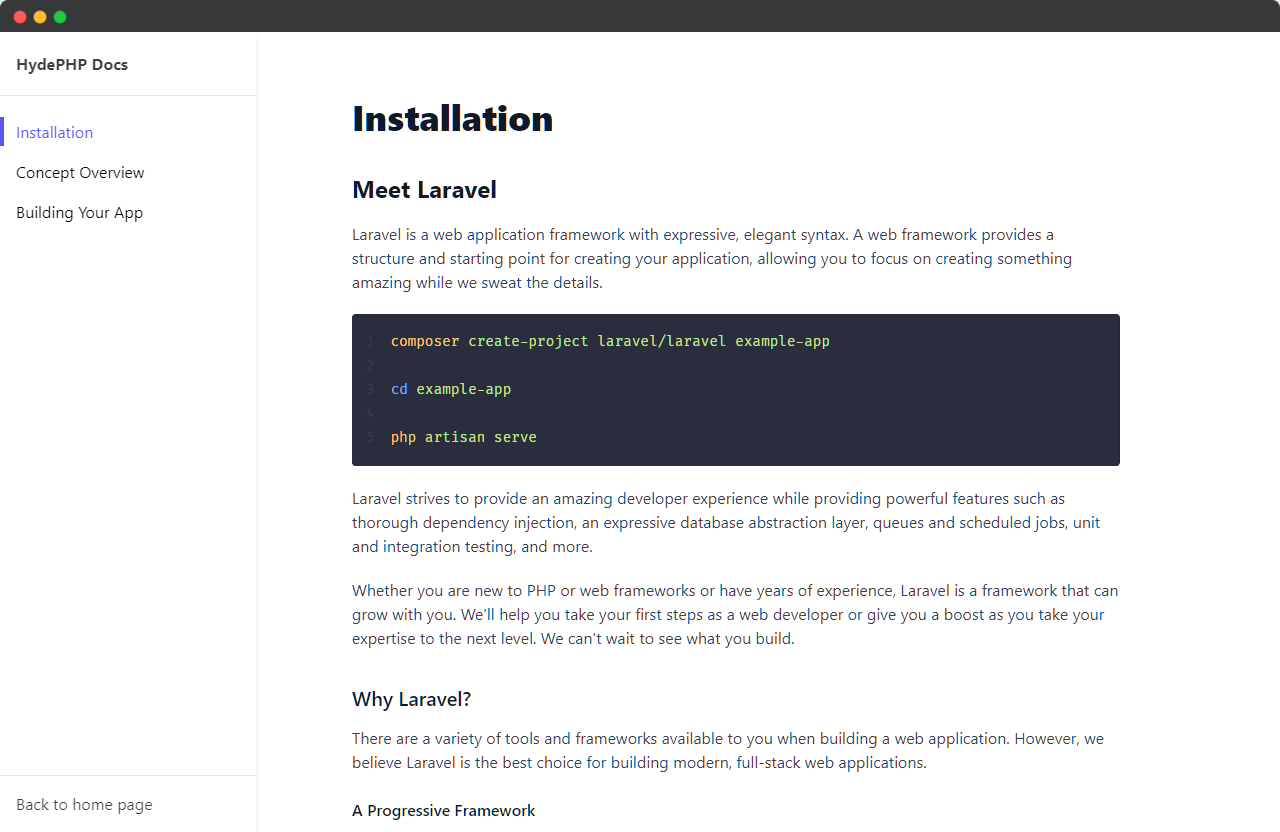 HydePHP Docs
Installation
Concept Overview
Building Your App
Back to home page
Installation
Meet Laravel
Laravel is a web application framework with expressive, elegant syntax. A web framework provides a
structure and starting point for creating your application, allowing you to focus on creating something
amazing while we sweat the details.
1 composer create-project laravel/laravel example-app
2
3 cd example-app
4
5 php artisan serve
Laravel strives to provide an amazing developer experience while providing powerful features such as
thorough dependency injection, an expressive database abstraction layer, queues and scheduled jobs, unit
and integration testing, and more.
Whether you are new to PHP or web frameworks or have years of experience, Laravel is a framework that can
grow with you. We'll help you take your first steps as a web developer or give you a boost as you take your
expertise to the next level. We can't wait to see what you build.
Why Laravel?
There are a variety of tools and frameworks available to you when building a web application. However, we
believe Laravel is the best choice for building modern, full-stack web applications.
A Progressive Framework